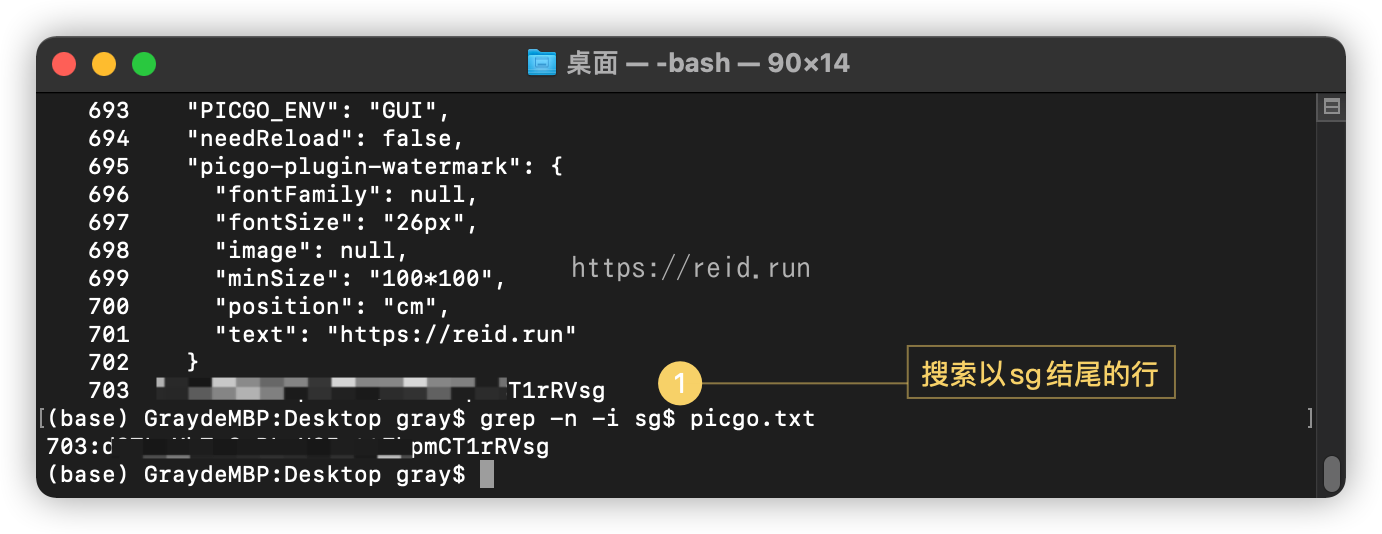 桌面 — -bash — 90×14
693 "PICGO_ENV": "GUI",
694 "needReload": false,
695 "picgo-plugin-watermark": {
696 "fontFamily": null,
697 "fontSize": "26px",
698 "image": null,
699 "minSize": "100*100",
700 "position": "cm",
701 "text": "https://reid.run"
702 }
703 T1rRVsg
https://reid.run
1 搜索以sg结尾的行
[(base) GraydeMBP:Desktop gray$ grep -n -i sg$ picgo.txt ]
703:d pmCT1rRVsg
(base) GraydeMBP:Desktop gray$